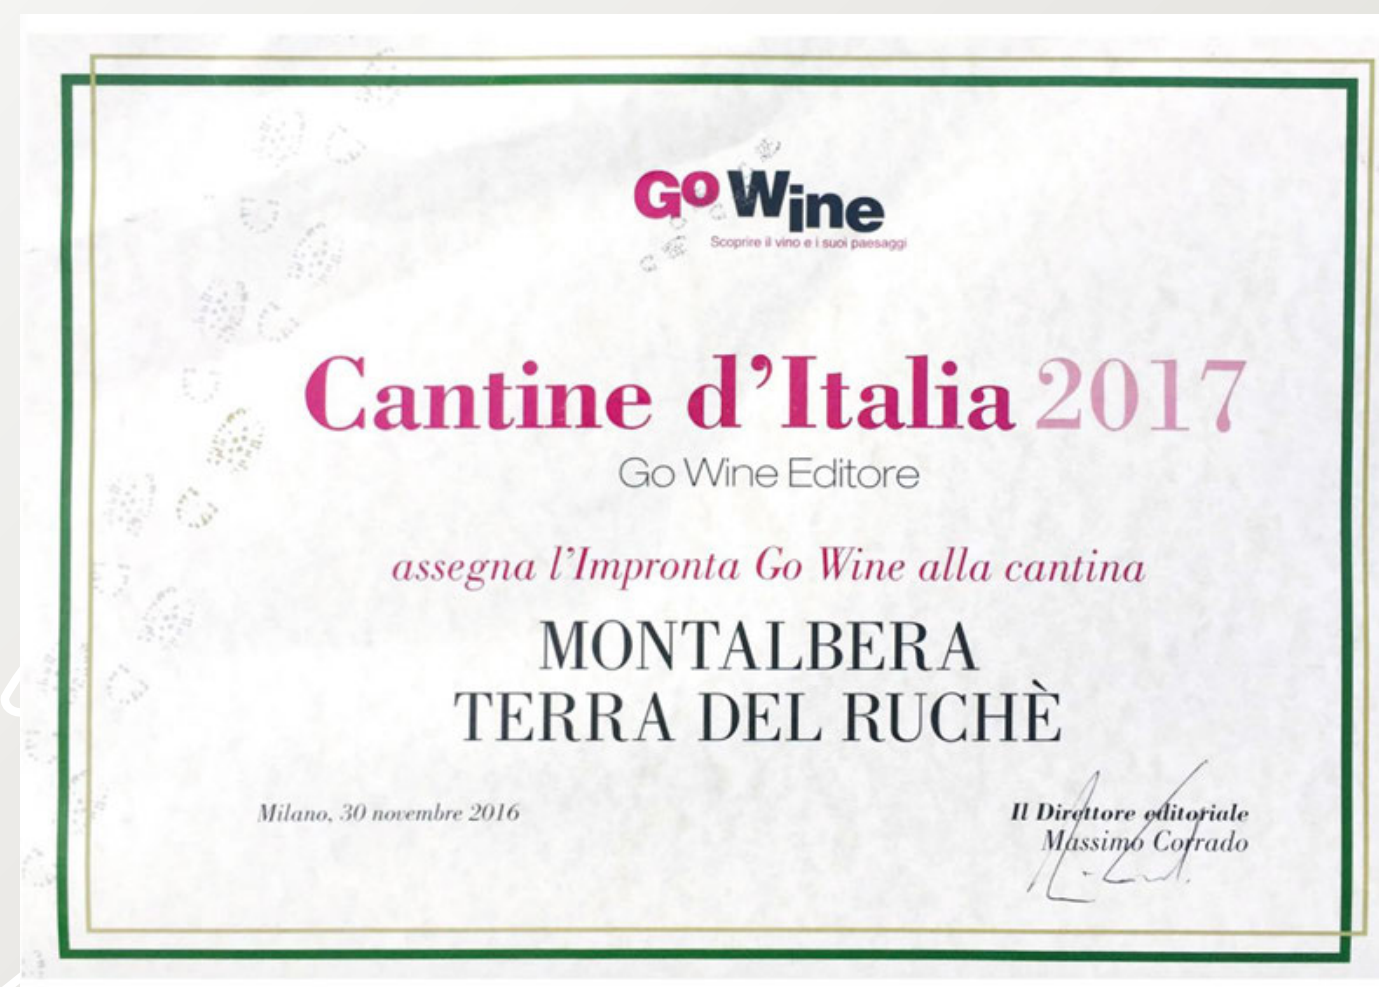 Go Wine
Scoprire il vino e i suoi paesaggi
Cantine d'Italia 2017
Go Wine Editore
assegna l'Impronta Go Wine alla cantina
MONTALBERA
TERRA DEL RUCHÈ
Milano, 30 novembre 2016
Il Direttore editoriale
Massimo Corrado